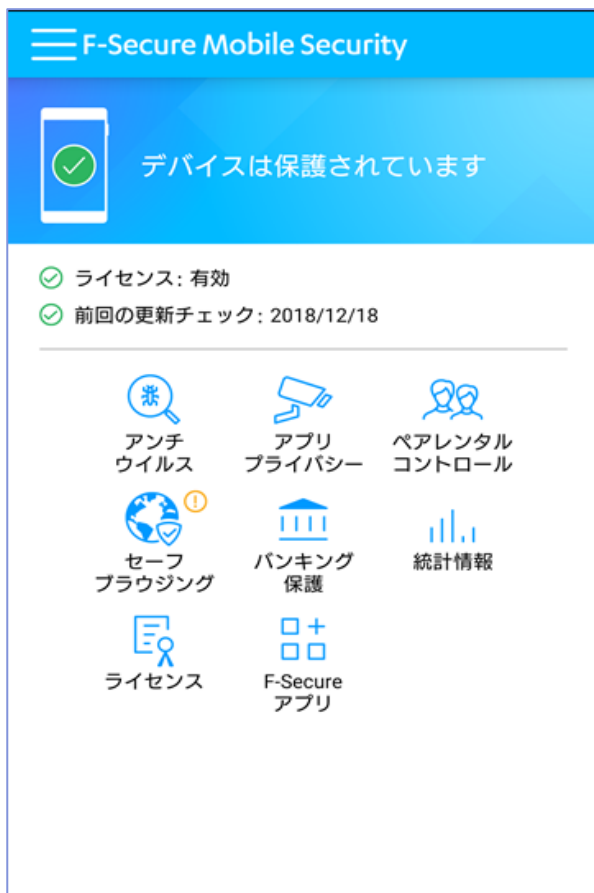 F-Secure Mobile Security
デバイスは保護されています
ライセンス: 有効
前回の更新チェック: 2018/12/18
アンチ
ウイルス
アプリ
プライバシー
ペアレンタル
コントロール
セーフ
ブラウジング
バンキング
保護
統計情報
ライセンス
F-Secure
アプリ